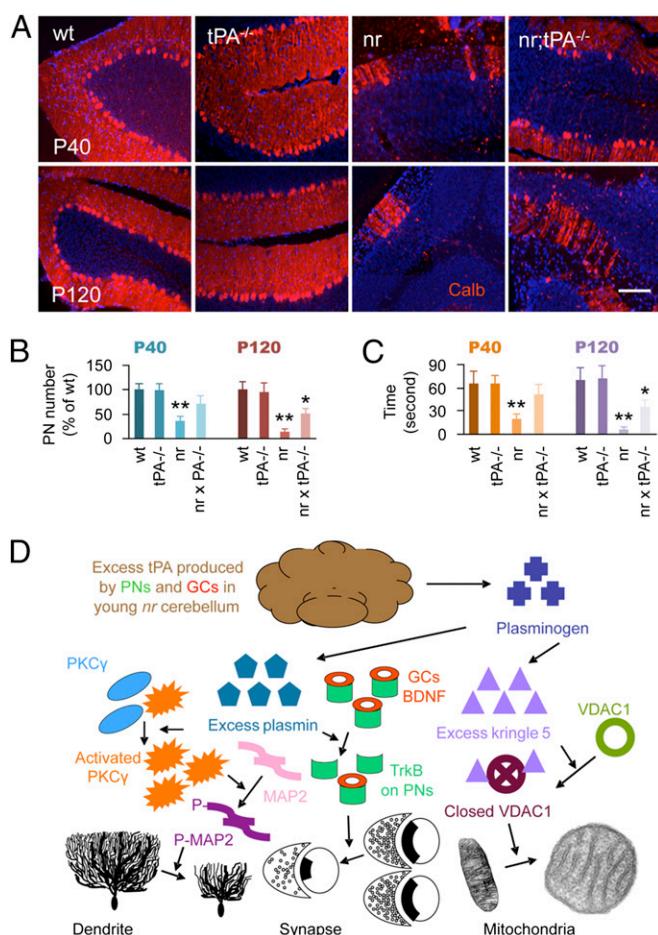 A
wt
tPA-/-
nr
nr;tPA-/-
P40
P120
Calb
B
P40
P120
PN number
(% of wt)
150
100
50
0
**
**
*
wt
tPA-/-
nr
nr x PA-/-
wt
tPA-/-
nr
nr x tPA-/-
C
P40
P120
Time
(second)
90
60
30
0
**
**
*
wt
tPA-/-
nr
nr x tPA-/-
wt
tPA-/-
nr
nr x tPA-/-
D
Excess tPA produced
by PNs and GCs in
young nr cerebellum
Plasminogen
PKCγ
GCs
BDNF
Excess plasmin
Excess kringle 5
VDAC1
Activated
PKCγ
MAP2
TrkB
on PNs
Closed VDAC1
P-
P-MAP2
Dendrite
Synapse
Mitochondria